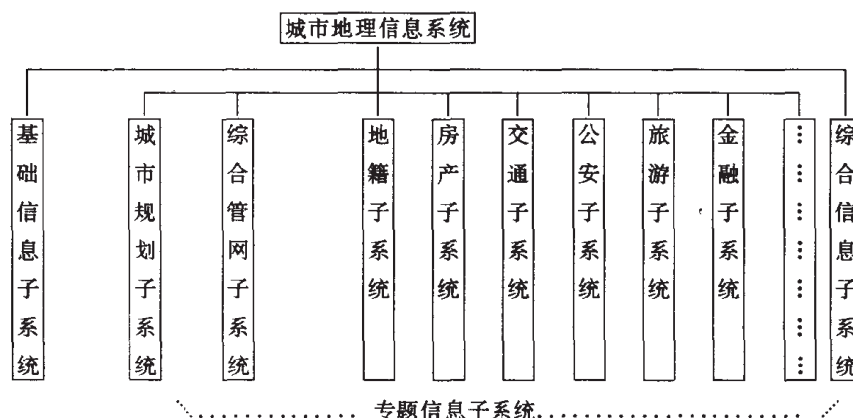 城市地理信息系统
基础信息子系统
城市规划子系统
综合管网子系统
地籍子系统
房产子系统
交通子系统
公安子系统
旅游子系统
金融子系统
⋮⋮⋮⋮⋮⋮⋮
综合信息子系统
专题信息子系统